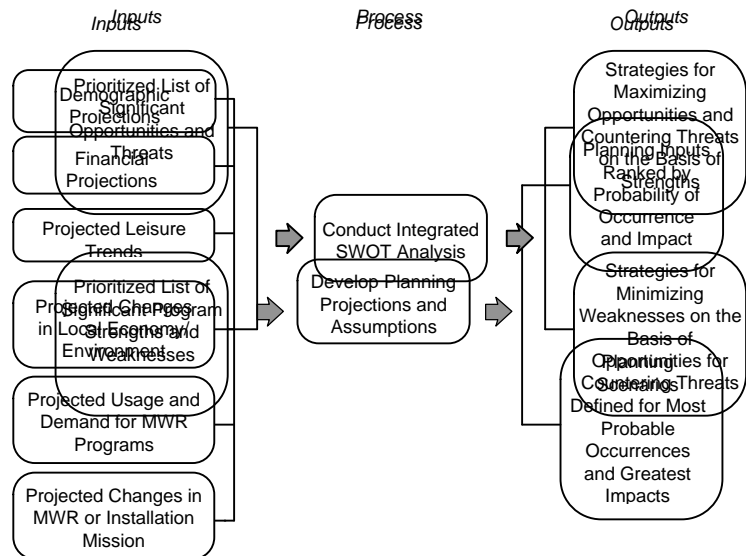 Inputs
Process
Outputs
Inputs
Process
Outputs
Demographic
Projections
Financial
Projections
Projected Leisure
Trends
Projected Changes
in Local Economy/
Environment
Projected Usage and
Demand for MWR
Programs
Projected Changes in
MWR or Installation
Mission
Prioritized List of
Significant
Opportunities and
Threats
Prioritized List of
Significant Program
Strengths and
Weaknesses
Conduct Integrated
SWOT Analysis
Develop Planning
Projections and
Assumptions
Strategies for
Maximizing
Opportunities and
Countering Threats
on the Basis of
Strengths
Planning Inputs
Ranked by
Probability of
Occurrence
and Impact
Strategies for
Minimizing
Weaknesses on the
Basis of
Opportunities for
Countering Threats
Planning
Scenarios
Defined for Most
Probable
Occurrences
and Greatest
Impacts